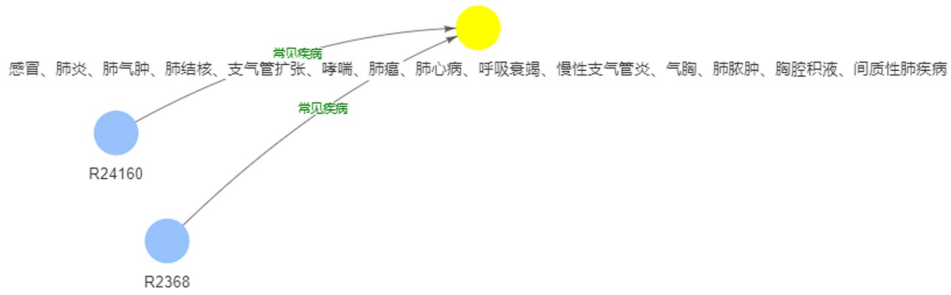 常见疾病
感冒、肺炎、肺气肿、肺结核、支气管扩张、哮喘、肺癌、肺心病、呼吸衰竭、慢性支气管炎、气胸、肺脓肿、胸腔积液、间质性肺疾病
常见疾病
R24160
R2368